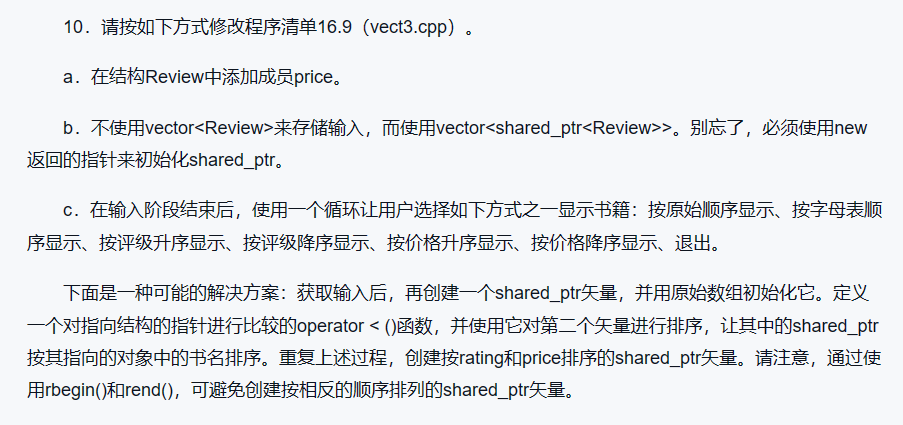 10．请按如下方式修改程序清单16.9（vect3.cpp）。
a．在结构Review中添加成员price。
b．不使用vector<Review>来存储输入，而使用vector<shared_ptr<Review>>。别忘了，必须使用new
返回的指针来初始化shared_ptr。
c．在输入阶段结束后，使用一个循环让用户选择如下方式之一显示书籍：按原始顺序显示、按字母表顺
序显示、按评级升序显示、按评级降序显示、按价格升序显示、按价格降序显示、退出。
下面是一种可能的解决方案：获取输入后，再创建一个shared_ptr矢量，并用原始数组初始化它。定义
一个对指向结构的指针进行比较的operator < ()函数，并使用它对第二个矢量进行排序，让其中的shared_ptr
按其指向的对象中的书名排序。重复上述过程，创建按rating和price排序的shared_ptr矢量。请注意，通过使
用rbegin()和rend()，可避免创建按相反的顺序排列的shared_ptr矢量。